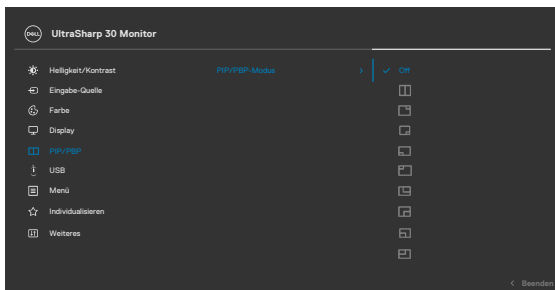 DELL UltraSharp 30 Monitor
Helligkeit/Kontrast PIP/PBP-Modus Off
Eingabe-Quelle
Farbe
Display
PIP/PBP
USB
Menü
Individualisieren
Weiteres
Beenden